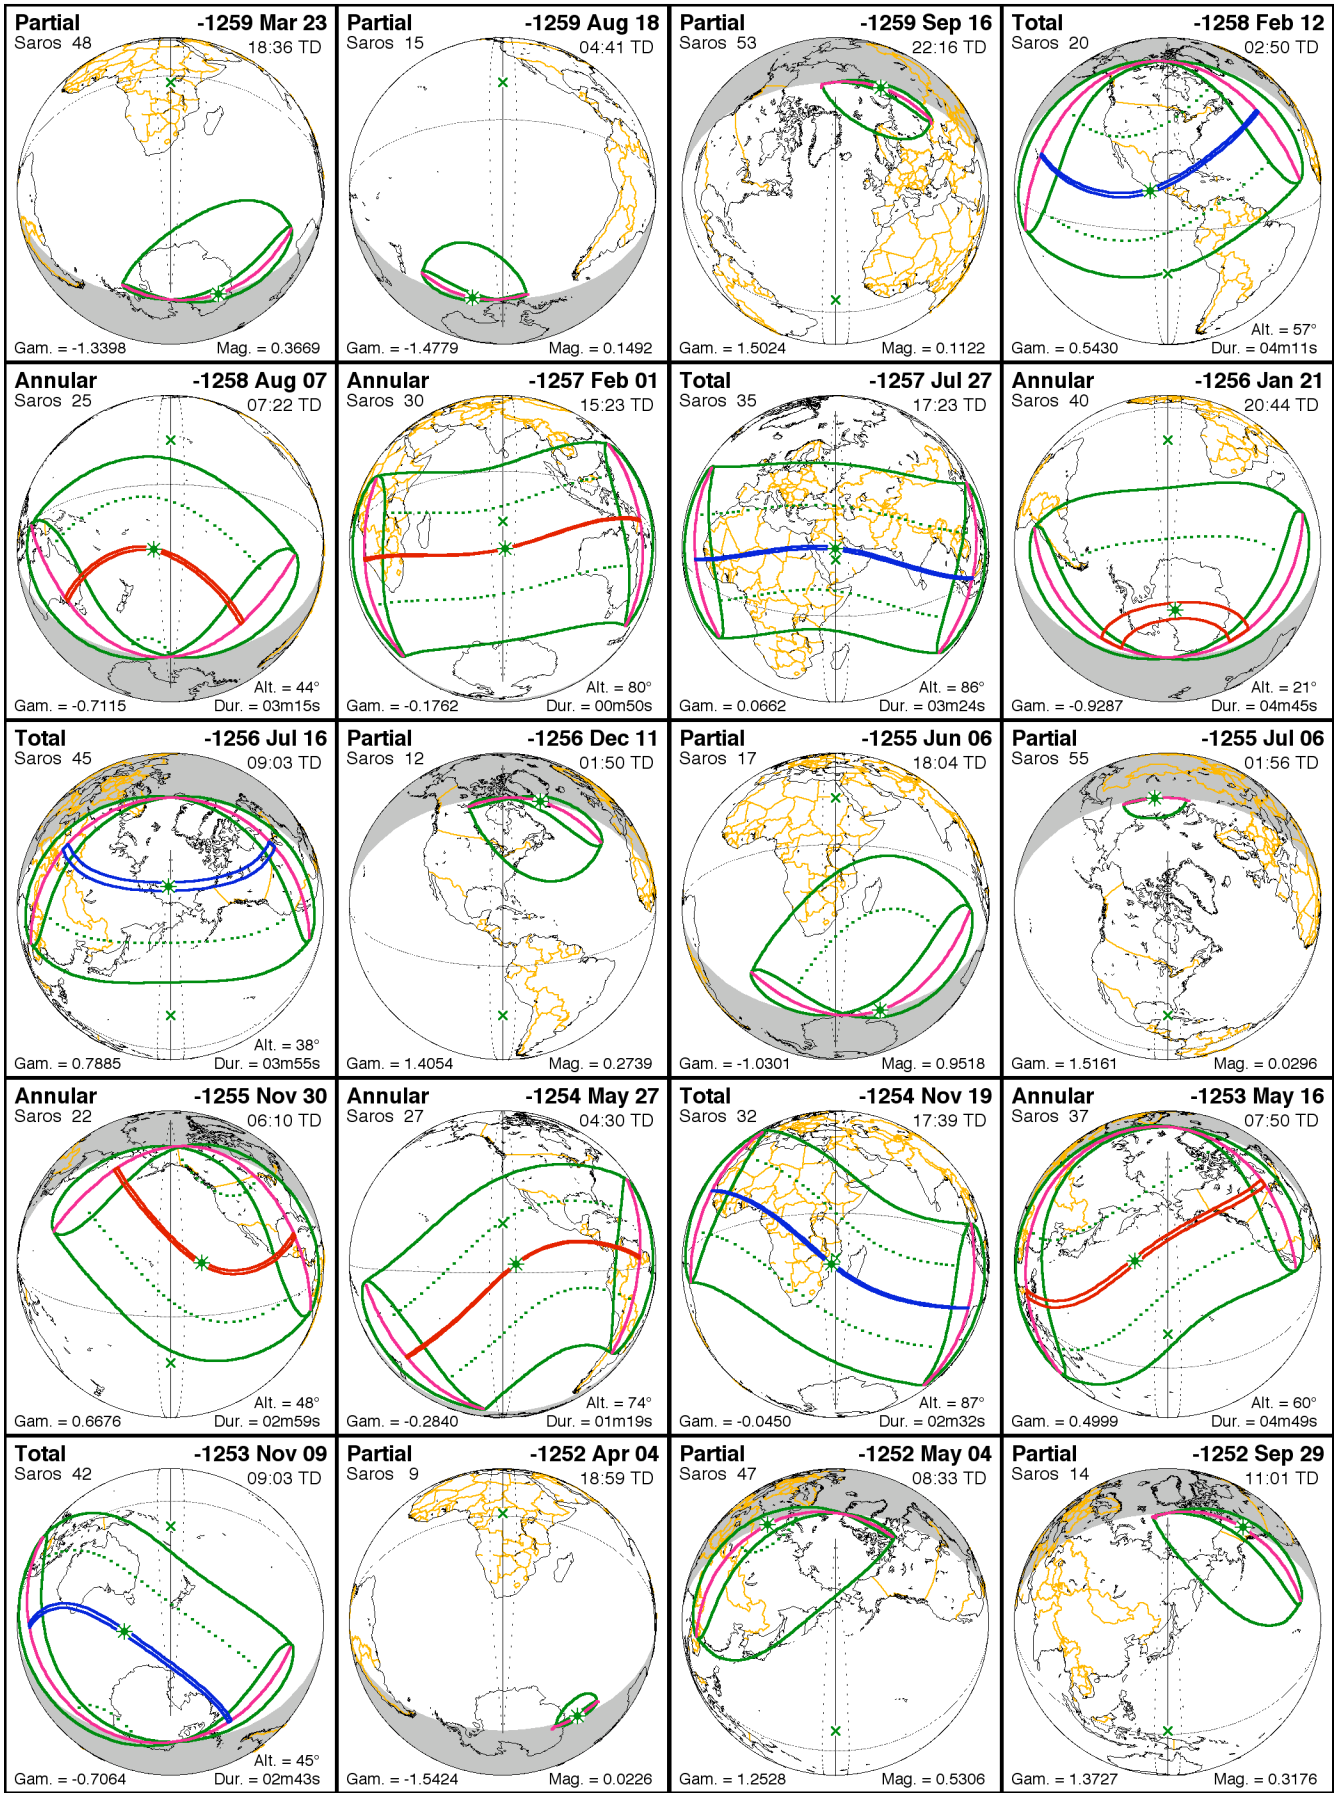 Partial -1259 Mar 23
Saros 48 18:36 TD
Gam. = -1.3398 Mag. = 0.3669
Partial -1259 Aug 18
Saros 15 04:41 TD
Gam. = -1.4779 Mag. = 0.1492
Partial -1259 Sep 16
Saros 53 22:16 TD
Gam. = 1.5024 Mag. = 0.1122
Total -1258 Feb 12
Saros 20 02:50 TD
Alt. = 57°
Gam. = 0.5430 Dur. = 04m11s
Annular -1258 Aug 07
Saros 25 07:22 TD
Alt. = 44°
Gam. = -0.7115 Dur. = 03m15s
Annular -1257 Feb 01
Saros 30 15:23 TD
Alt. = 80°
Gam. = -0.1762 Dur. = 00m50s
Total -1257 Jul 27
Saros 35 17:23 TD
Alt. = 86°
Gam. = 0.0662 Dur. = 03m24s
Annular -1256 Jan 21
Saros 40 20:44 TD
Alt. = 21°
Gam. = -0.9287 Dur. = 04m45s
Total -1256 Jul 16
Saros 45 09:03 TD
Alt. = 38°
Gam. = 0.7885 Dur. = 03m55s
Partial -1256 Dec 11
Saros 12 01:50 TD
Gam. = 1.4054 Mag. = 0.2739
Partial -1255 Jun 06
Saros 17 18:04 TD
Gam. = -1.0301 Mag. = 0.9518
Partial -1255 Jul 06
Saros 55 01:56 TD
Gam. = 1.5161 Mag. = 0.0296
Annular -1255 Nov 30
Saros 22 06:10 TD
Alt. = 48°
Gam. = 0.6676 Dur. = 02m59s
Annular -1254 May 27
Saros 27 04:30 TD
Alt. = 74°
Gam. = -0.2840 Dur. = 01m19s
Total -1254 Nov 19
Saros 32 17:39 TD
Alt. = 87°
Gam. = -0.0450 Dur. = 02m32s
Annular -1253 May 16
Saros 37 07:50 TD
Alt. = 60°
Gam. = 0.4999 Dur. = 04m49s
Total -1253 Nov 09
Saros 42 09:03 TD
Alt. = 45°
Gam. = -0.7064 Dur. = 02m43s
Partial -1252 Apr 04
Saros 9 18:59 TD
Gam. = -1.5424 Mag. = 0.0226
Partial -1252 May 04
Saros 47 08:33 TD
Gam. = 1.2528 Mag. = 0.5306
Partial -1252 Sep 29
Saros 14 11:01 TD
Gam. = 1.3727 Mag. = 0.3176